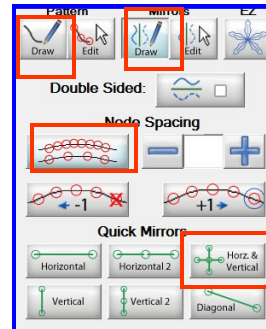 Pattern Mirrors EZ
Draw Edit Draw Edit
Double Sided:
Node Spacing
-1 +1
Quick Mirrors
Horizontal Horizontal 2 Horz. & Vertical
Vertical Vertical 2 Diagonal